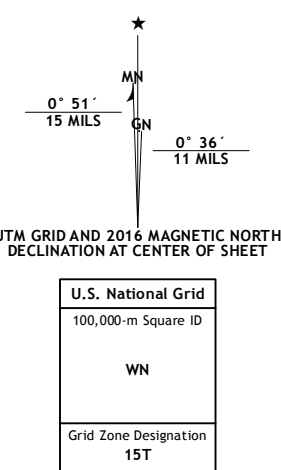 MN
0° 51´
15 MILS
GN
0° 36´
11 MILS
UTM GRID AND 2016 MAGNETIC NORTH
DECLINATION AT CENTER OF SHEET
U.S. National Grid
100,000-m Square ID
WN
Grid Zone Designation
15T